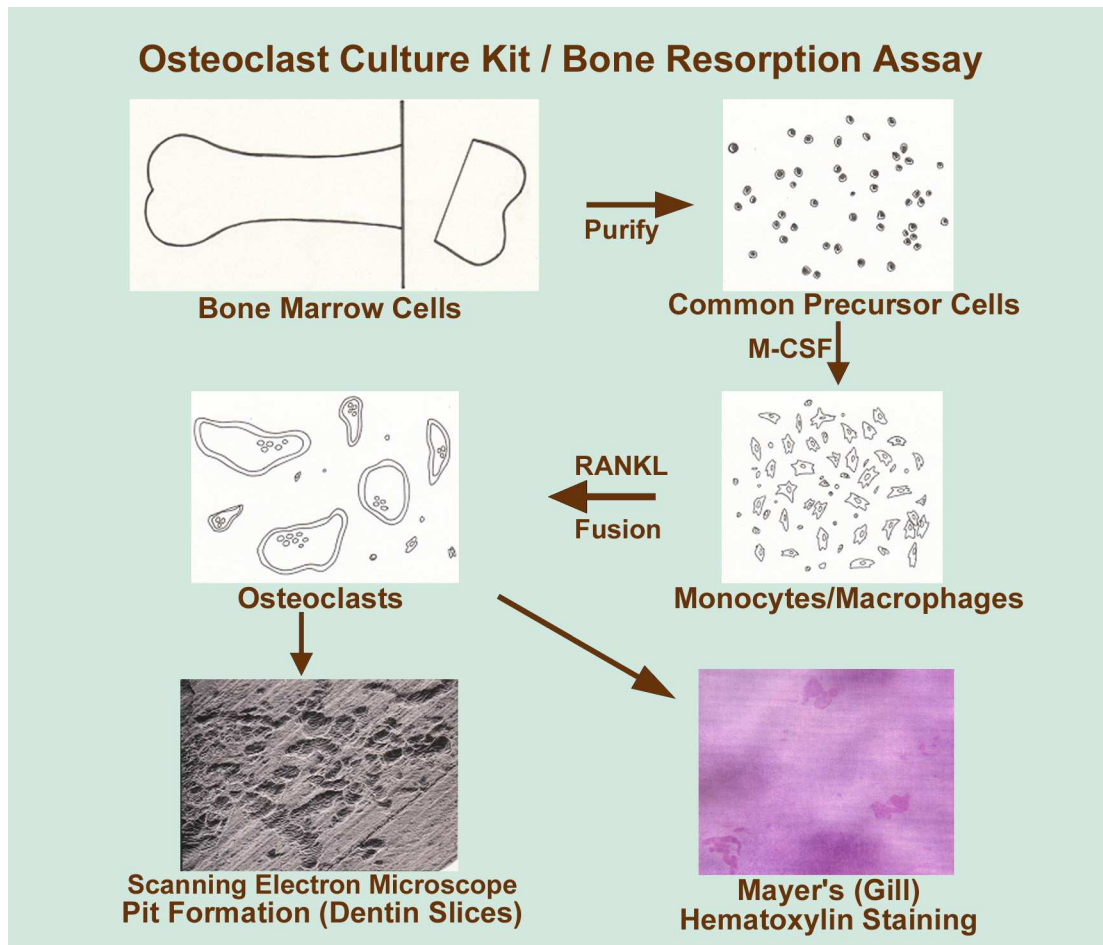 Osteoclast Culture Kit / Bone Resorption Assay
Bone Marrow Cells
Purify
Common Precursor Cells
M-CSF
Monocytes/Macrophages
RANKL
Fusion
Osteoclasts
Scanning Electron Microscope
Pit Formation (Dentin Slices)
Mayer's (Gill)
Hematoxylin Staining